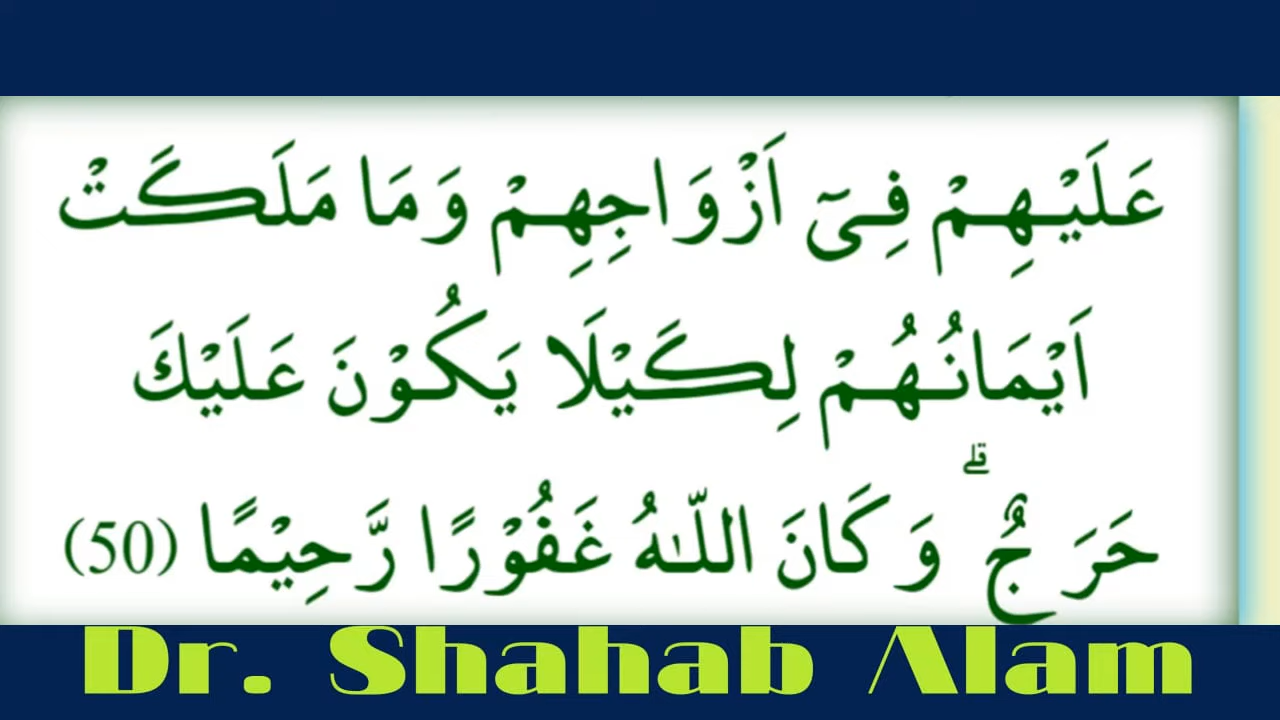 عَلَيْهِمْ فِيْٓ اَزْوَاجِهِمْ وَمَا مَلَكَتْ
اَيْمَانُهُمْ لِكَيْلَا يَكُوْنَ عَلَيْكَ
حَرَجٌ ۗ وَكَانَ اللّٰهُ غَفُوْرًا رَّحِيْمًا (50)
Dr. Shahab Alam